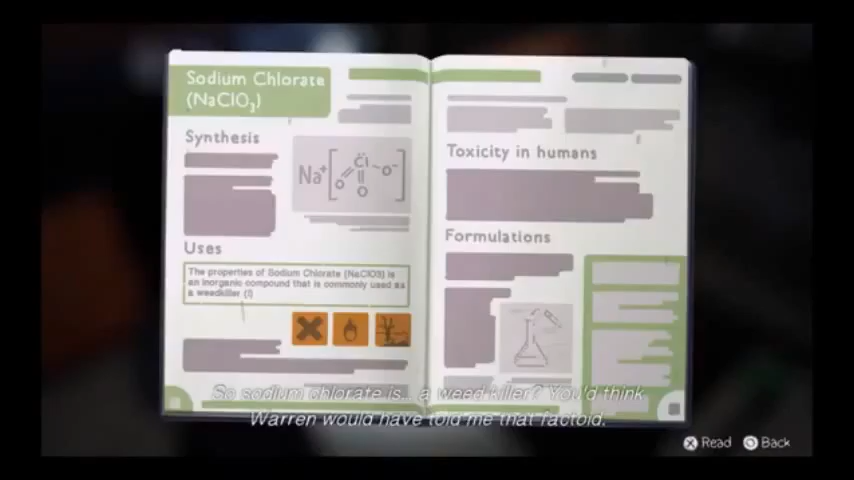 Sodium Chlorate
(NaClO3)
Synthesis
Na+ [ O Cl O- O ]
Uses
The properties of Sodium Chlorate (NaClO3) is
an inorganic compound that is commonly used as
a weedkiller (!)
Toxicity in humans
Formulations
So sodium chlorate is... a weed killer? You'd think
Warren would have told me that factoid.
Read
Back